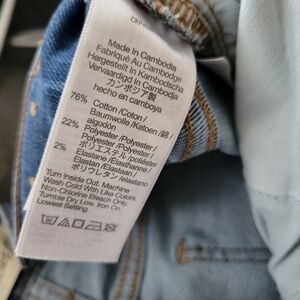 Made In Cambodia
Fabriqué Au Cambodge
Hergestellt In Kambodscha
Vervaardigd In Cambodja
カンボジア製
hecho en camboya
76% Cotton/Coton/
Baumwolle/Katoen/綿/
algodón
22% Polyester/Polyester/
Polyester/Polyester/
ポリエステル/poliéster
2% Elastane/Élasthanne/
Elastan/Elastaan/
ポリウレタン/elastano
Turn Inside Out. Machine
Wash Cold With Like Colors.
Non-Chlorine Bleach Only.
Tumble Dry Low. Iron On
Lowest Setting.